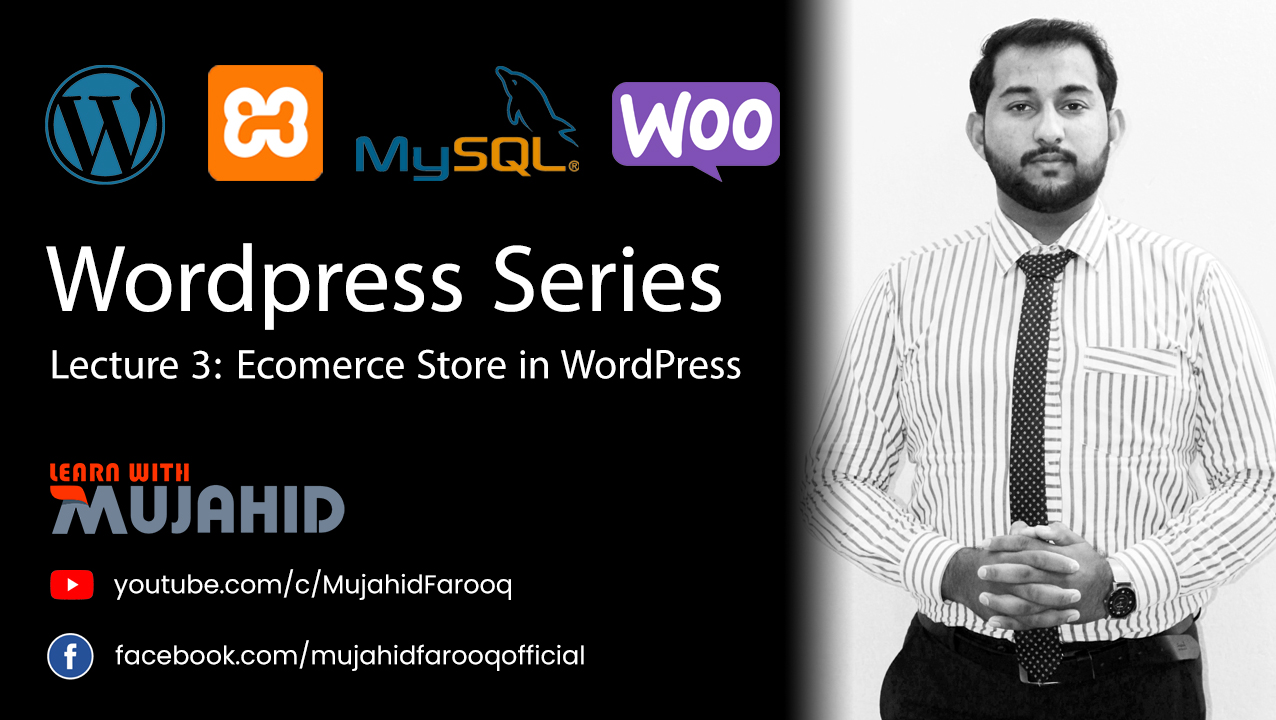 W
MySQL®
Woo
Wordpress Series
Lecture 3: Ecomerce Store in WordPress
LEARN WITH
MUJAHID
youtube.com/c/MujahidFarooq
f
facebook.com/mujahidfarooqofficial